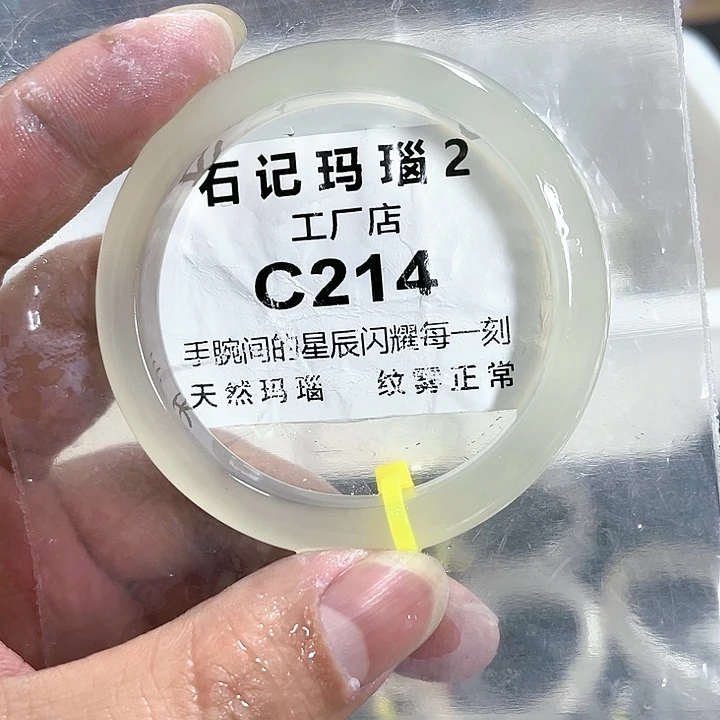 石记玛瑙2
工厂店
C214
手腕间的星辰闪耀每一刻
天然玛瑙 纹雾正常